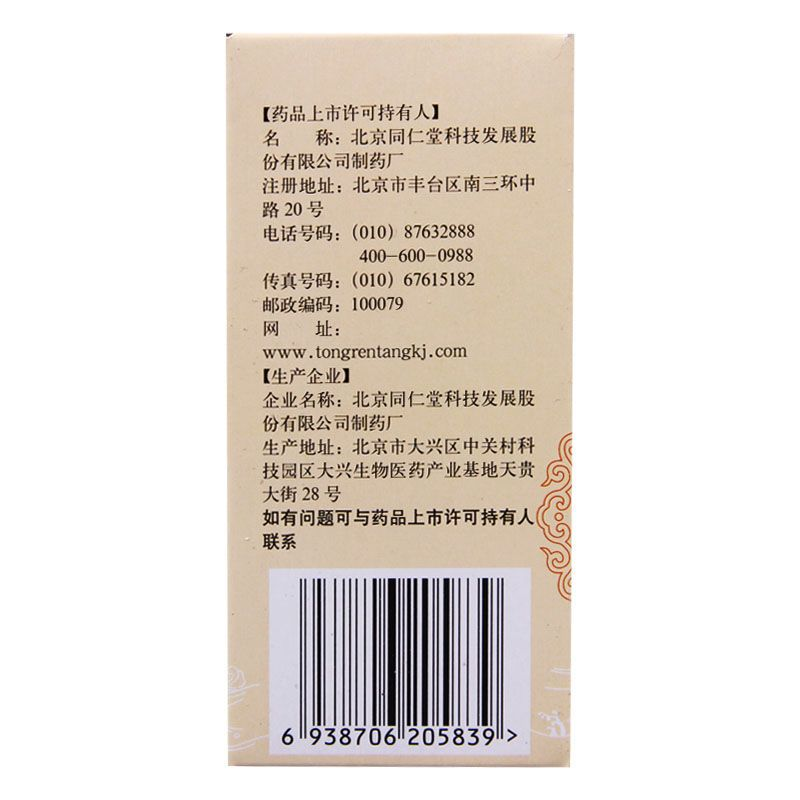 【药品上市许可持有人】
名　　称：北京同仁堂科技发展股
份有限公司制药厂
注册地址：北京市丰台区南三环中
路 20 号
电话号码：(010) 87632888
400-600-0988
传真号码：(010) 67615182
邮政编码：100079
网　　址：
www.tongrentangkj.com
【生产企业】
企业名称：北京同仁堂科技发展股
份有限公司制药厂
生产地址：北京市大兴区中关村科
技园区大兴生物医药产业基地天贵
大街 28 号
如有问题可与药品上市许可持有人
联系
6 938706 205839 >